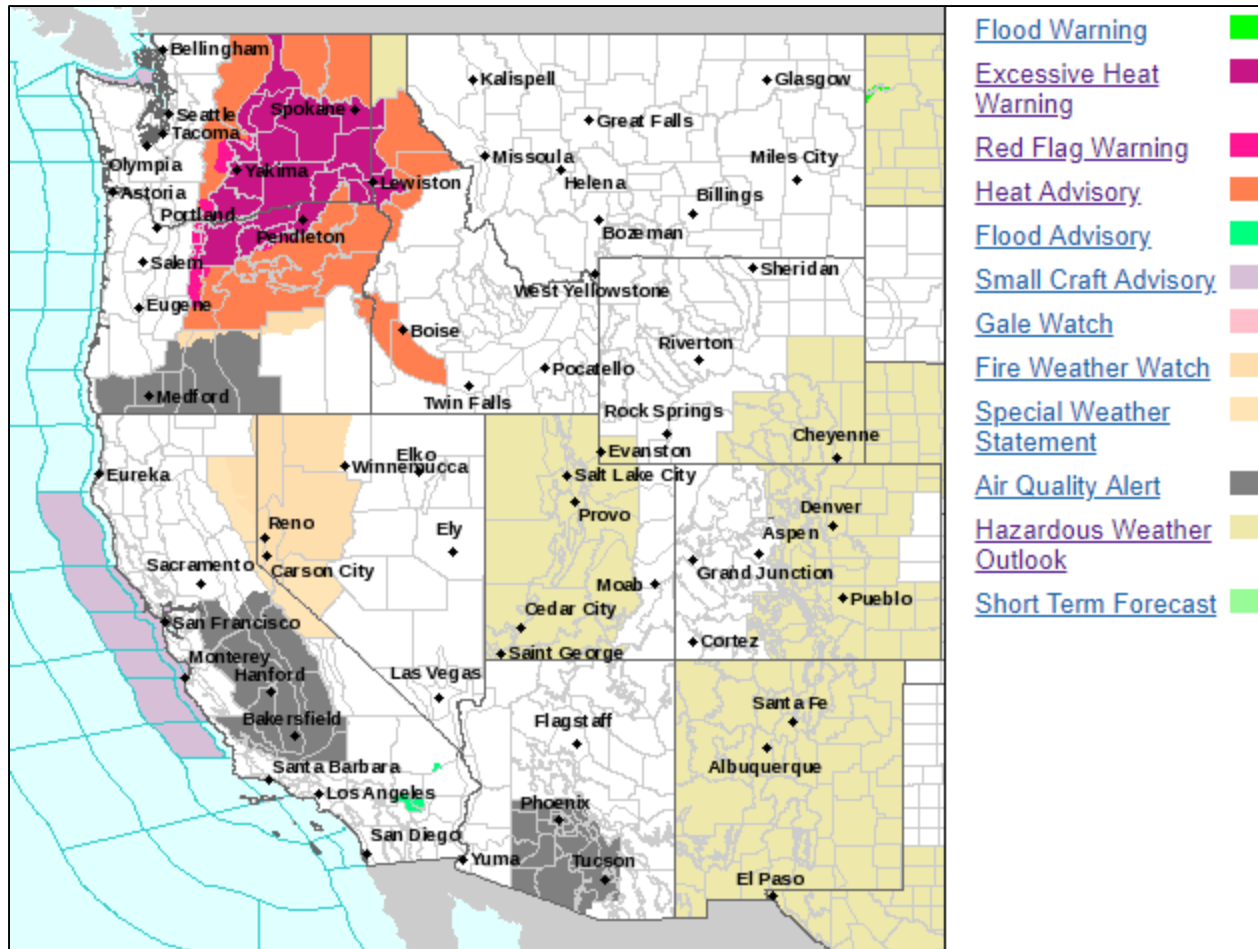 Bellingham
Kalispell
Glasgow
Spokane
Seattle
Great Falls
Tacoma
Olympia
Missoula
Miles City
Yakima
Helena
Lewiston
Astoria
Billings
Portland
Bozeman
Pendleton
Salem
Sheridan
West Yellowstone
Eugene
Boise
Riverton
Pocatello
Medford
Twin Falls
Rock Springs
Cheyenne
Evanston
Elko
Winnemucca
Eureka
Salt Lake City
Provo
Denver
Reno
Ely
Aspen
Sacramento
Carson City
Grand Junction
Moab
Pueblo
Cedar City
San Francisco
Cortez
Saint George
Monterey
Hanford
Las Vegas
Santa Fe
Bakersfield
Flagstaff
Albuquerque
Santa Barbara
Los Angeles
Phoenix
San Diego
Yuma
Tucson
El Paso
Flood Warning
Excessive Heat
Warning
Red Flag Warning
Heat Advisory
Flood Advisory
Small Craft Advisory
Gale Watch
Fire Weather Watch
Special Weather
Statement
Air Quality Alert
Hazardous Weather
Outlook
Short Term Forecast